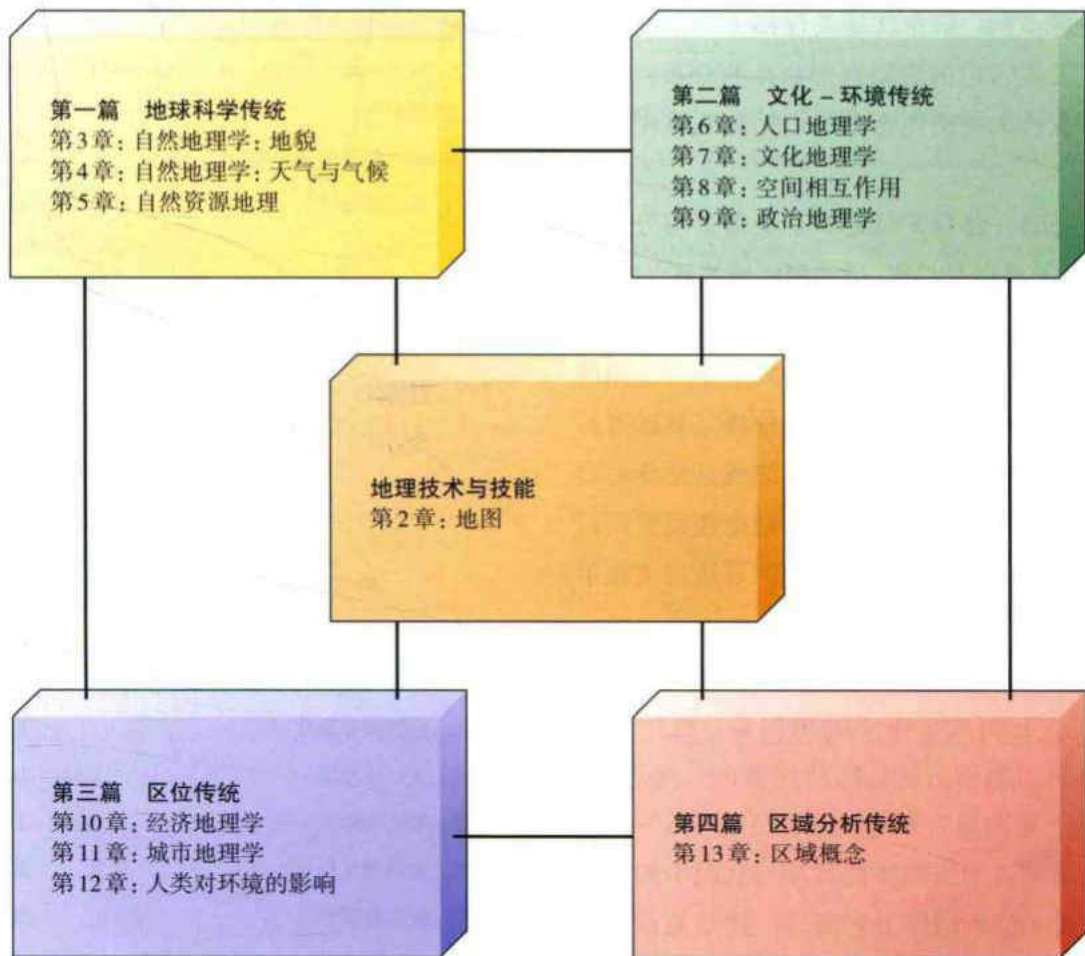 第一篇 地球科学传统
第3章：自然地理学：地貌
第4章：自然地理学：天气与气候
第5章：自然资源地理
第二篇 文化–环境传统
第6章：人口地理学
第7章：文化地理学
第8章：空间相互作用
第9章：政治地理学
地理技术与技能
第2章：地图
第三篇 区位传统
第10章：经济地理学
第11章：城市地理学
第12章：人类对环境的影响
第四篇 区域分析传统
第13章：区域概念